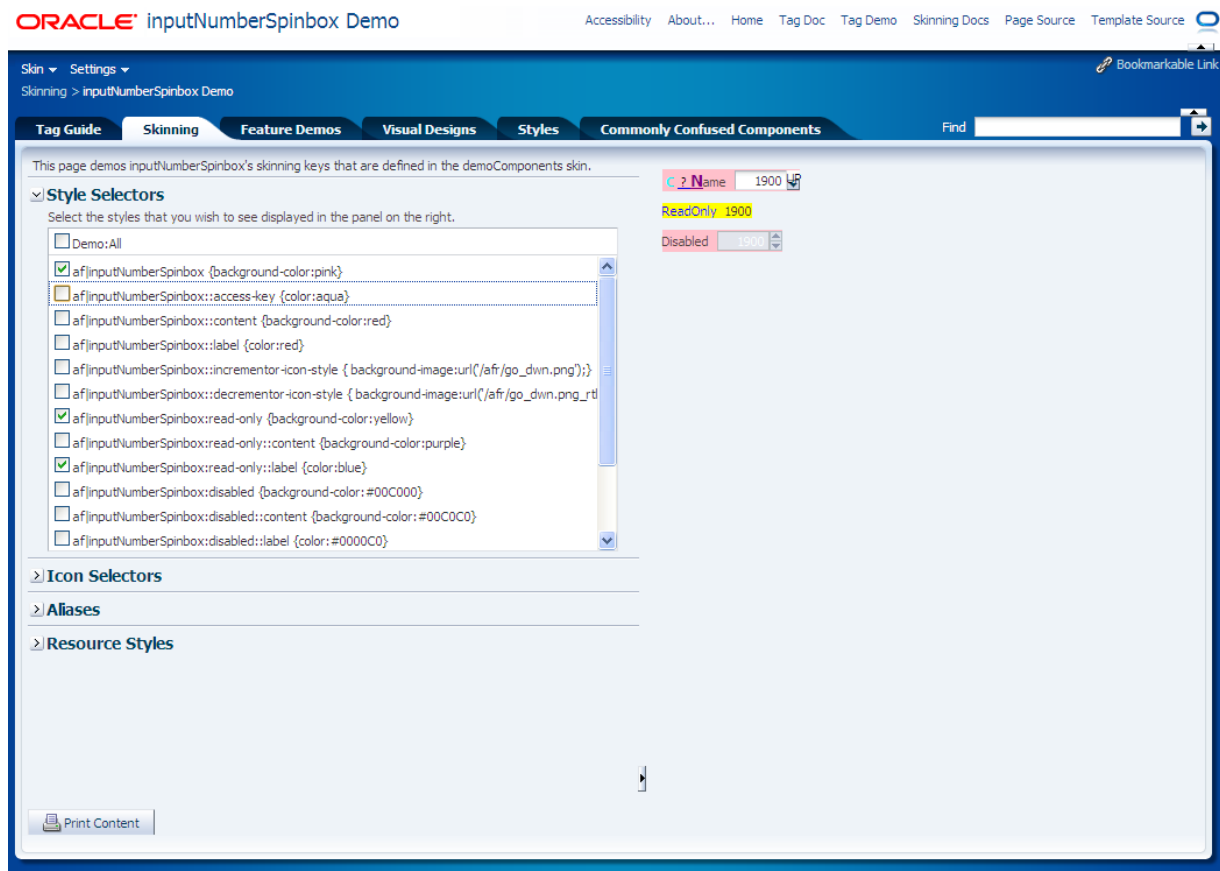 ORACLE inputNumberSpinbox Demo
Accessibility About... Home Tag Doc Tag Demo Skinning Docs Page Source Template Source
Skin Settings
Bookmarkable Link
Skinning > inputNumberSpinbox Demo
Tag Guide Skinning Feature Demos Visual Designs Styles Commonly Confused Components Find
This page demos inputNumberSpinbox's skinning keys that are defined in the demoComponents skin.
Style Selectors
Select the styles that you wish to see displayed in the panel on the right.
Demo:All
af|inputNumberSpinbox {background-color:pink}
af|inputNumberSpinbox::access-key {color:aqua}
af|inputNumberSpinbox::content {background-color:red}
af|inputNumberSpinbox::label {color:red}
af|inputNumberSpinbox::incrementor-icon-style { background-image:url('/afr/go_dwn.png');}
af|inputNumberSpinbox::decrementor-icon-style { background-image:url('/afr/go_dwn.png_rtl
af|inputNumberSpinbox:read-only {background-color:yellow}
af|inputNumberSpinbox:read-only::content {background-color:purple}
af|inputNumberSpinbox:read-only::label {color:blue}
af|inputNumberSpinbox:disabled {background-color:#00C000}
af|inputNumberSpinbox:disabled::content {background-color:#00C0C0}
af|inputNumberSpinbox:disabled::label {color:#0000C0}
Icon Selectors
Aliases
Resource Styles
Print Content
C ? Name 1900
ReadOnly 1900
Disabled 1900